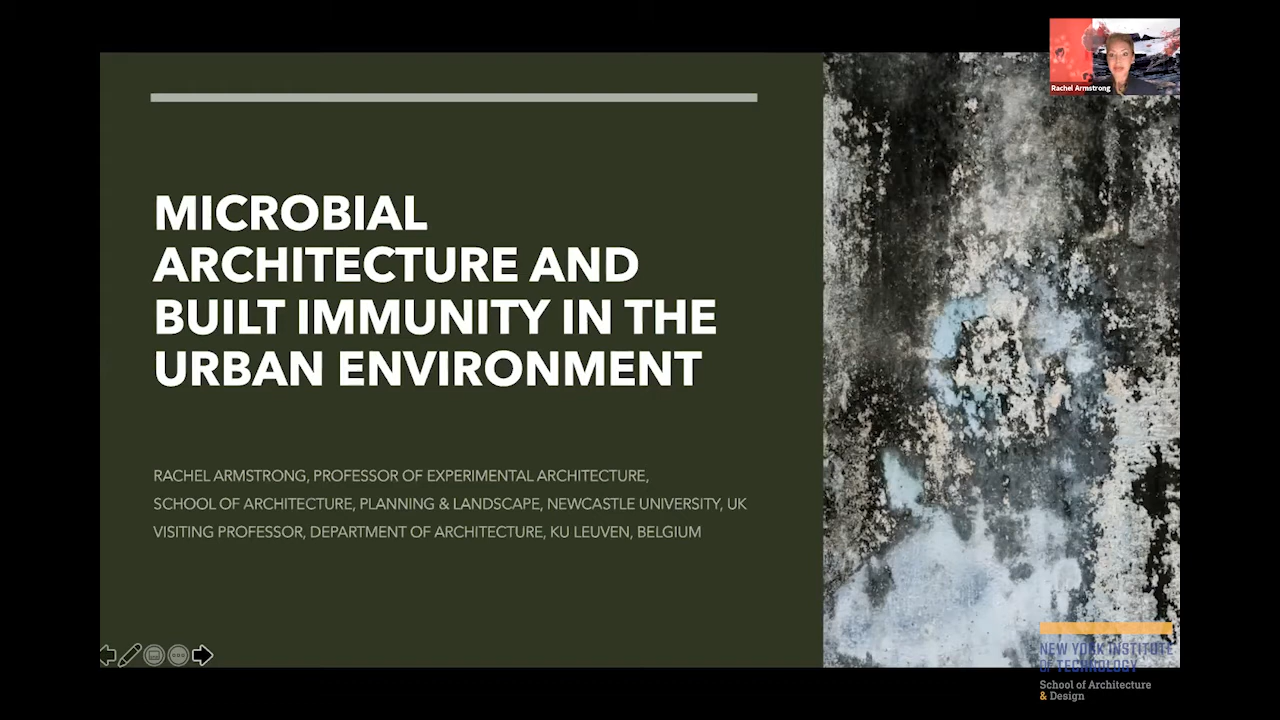 Rachel Armstrong
MICROBIAL
ARCHITECTURE AND
BUILT IMMUNITY IN THE
URBAN ENVIRONMENT
RACHEL ARMSTRONG, PROFESSOR OF EXPERIMENTAL ARCHITECTURE,
SCHOOL OF ARCHITECTURE, PLANNING & LANDSCAPE, NEWCASTLE UNIVERSITY, UK
VISITING PROFESSOR, DEPARTMENT OF ARCHITECTURE, KU LEUVEN, BELGIUM
NEW YORK INSTITUTE
OF TECHNOLOGY
School of Architecture
& Design